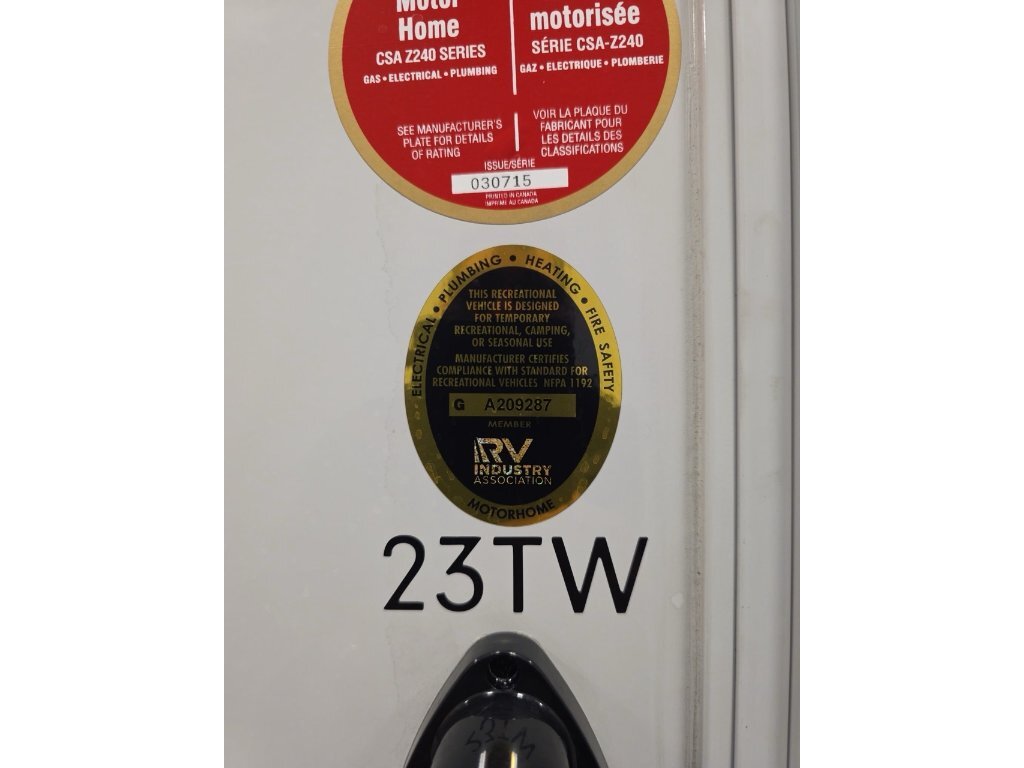 Motor
Home
CSA Z240 SERIES
GAS • ELECTRICAL • PLUMBING
SEE MANUFACTURER'S
PLATE FOR DETAILS
OF RATING
motorisée
SÉRIE CSA-Z240
GAZ • ELECTRIQUE • PLOMBERIE
VOIR LA PLAQUE DU
FABRICANT POUR
LES DETAILS DES
CLASSIFICATIONS
ISSUE/SÉRIE
030715
PRINTED IN CANADA
IMPRIME AU CANADA
ELECTRICAL • PLUMBING • HEATING • FIRE SAFETY
THIS RECREATIONAL
VEHICLE IS DESIGNED
FOR TEMPORARY
RECREATIONAL, CAMPING,
OR SEASONAL USE
MANUFACTURER CERTIFIES
COMPLIANCE WITH STANDARD FOR
RECREATIONAL VEHICLES NFPA 1192
G A209287
MEMBER
RV
INDUSTRY
ASSOCIATION
MOTORHOME
23TW